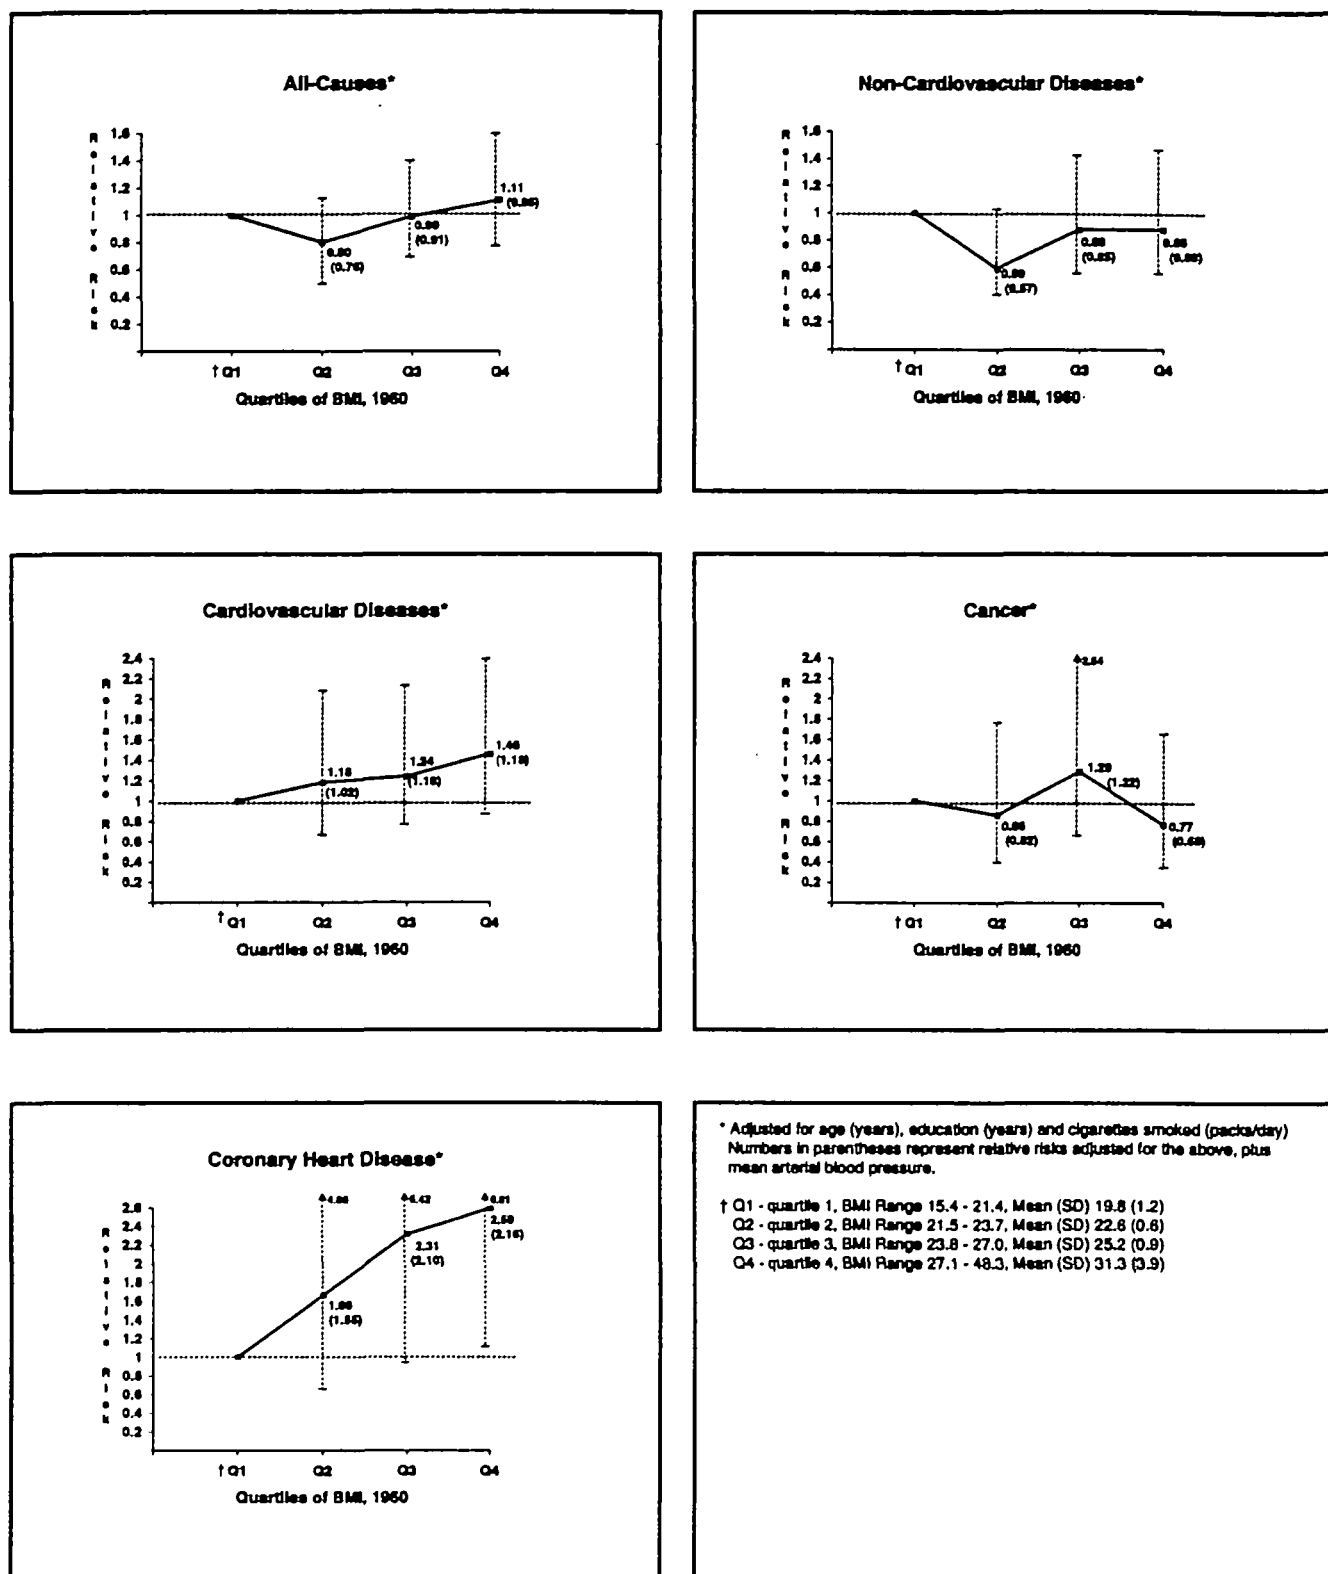 All-Causes*
Relative Risk
1.6
1.4
1.2
1
0.8
0.6
0.4
0.2
0.80
(0.76)
(0.91)
1.11
† Q1 Q2 Q3 Q4
Quartiles of BMI, 1960
Non-Cardiovascular Diseases*
Relative Risk
1.6
1.4
1.2
1
0.8
0.6
0.4
0.2
(0.57)
(0.85)
† Q1 Q2 Q3 Q4
Quartiles of BMI, 1960
Cardiovascular Diseases*
Relative Risk
2.4
2.2
2
1.8
1.6
1.4
1.2
1
0.8
0.6
0.4
0.2
1.18
(1.02)
1.24
1.46
† Q1 Q2 Q3 Q4
Quartiles of BMI, 1960
Cancer*
Relative Risk
2.4
2.2
2
1.8
1.6
1.4
1.2
1
0.8
0.6
0.4
0.2
2.54
(0.82)
1.29
(1.22)
0.77
† Q1 Q2 Q3 Q4
Quartiles of BMI, 1960
Coronary Heart Disease*
Relative Risk
2.6
2.4
2.2
2
1.8
1.6
1.4
1.2
1
0.8
0.6
0.4
0.2
(1.55)
2.31
(2.10)
† Q1 Q2 Q3 Q4
Quartiles of BMI, 1960
* Adjusted for age (years), education (years) and cigarettes smoked (packs/day)
Numbers in parentheses represent relative risks adjusted for the above, plus
mean arterial blood pressure.
† Q1 - quartile 1, BMI Range 15.4 - 21.4, Mean (SD) 19.8 (1.2)
Q2 - quartile 2, BMI Range 21.5 - 23.7, Mean (SD) 22.6 (0.6)
Q3 - quartile 3, BMI Range 23.8 - 27.0, Mean (SD) 25.2 (0.9)
Q4 - quartile 4, BMI Range 27.1 - 48.3, Mean (SD) 31.3 (3.9)